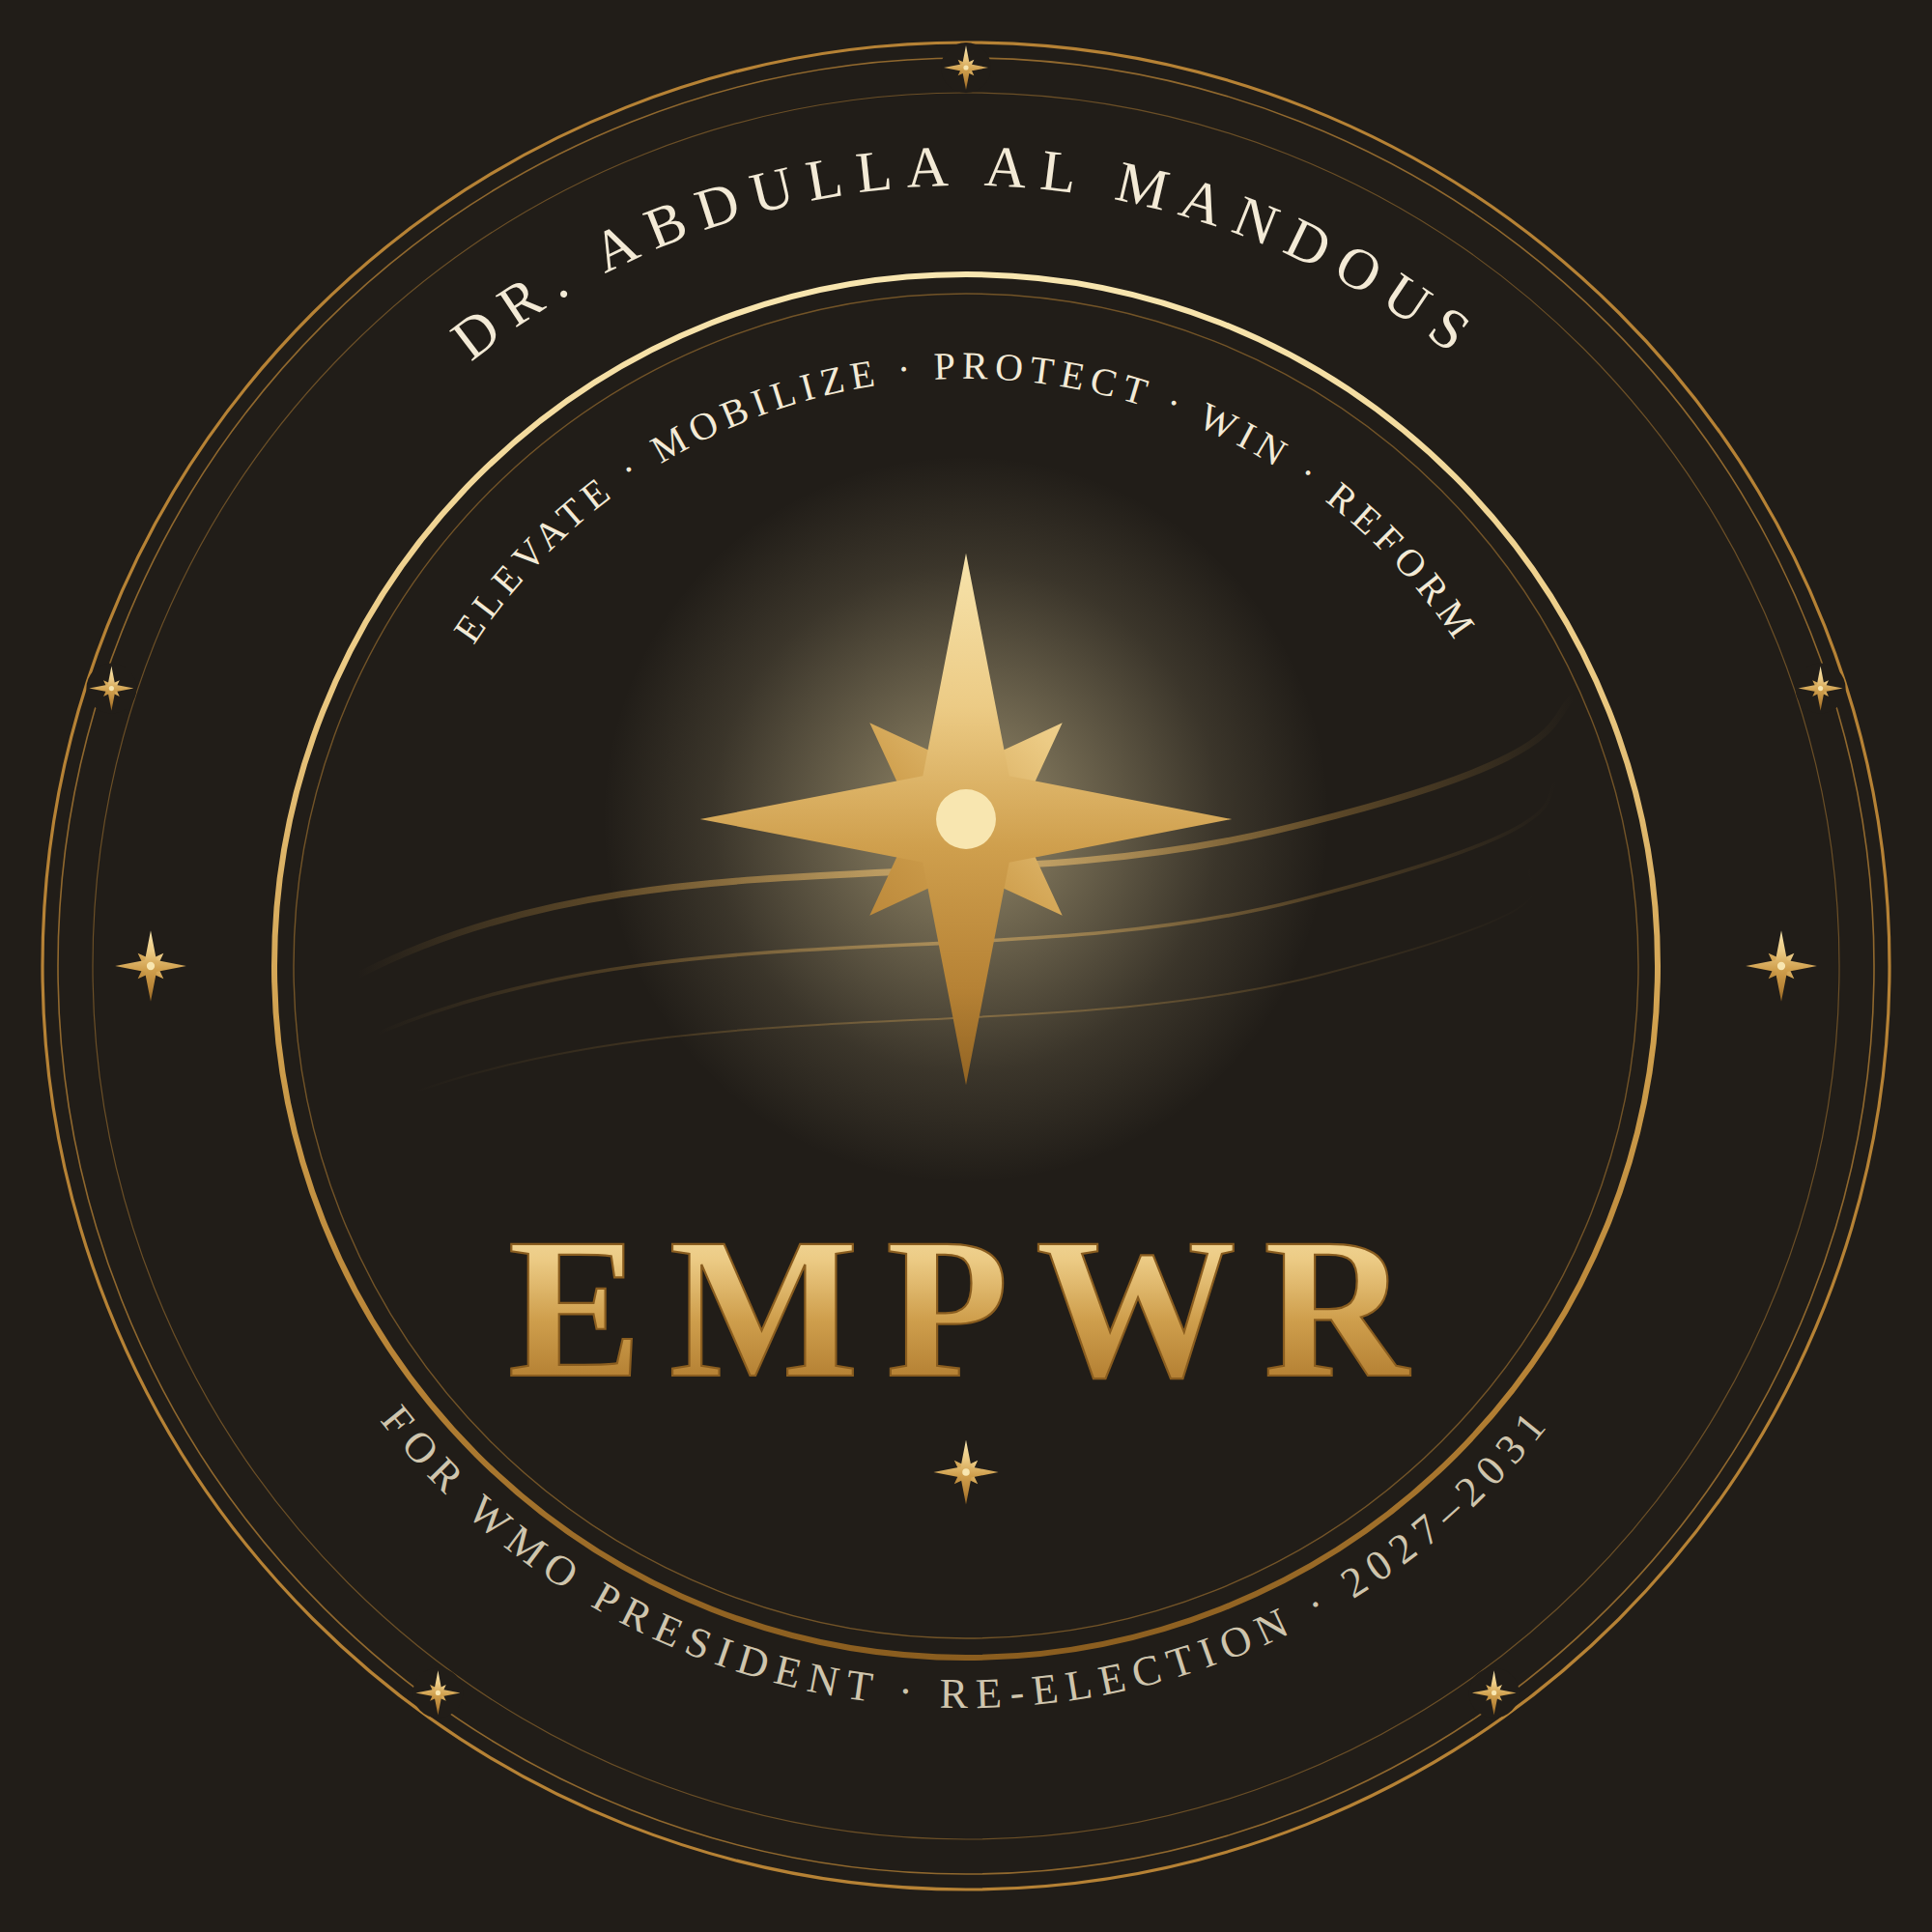 DR. ABDULLA AL MANDOUS
ELEVATE · MOBILIZE · PROTECT · WIN · REFORM
EMPWR
FOR WMO PRESIDENT · RE-ELECTION · 2027–2031